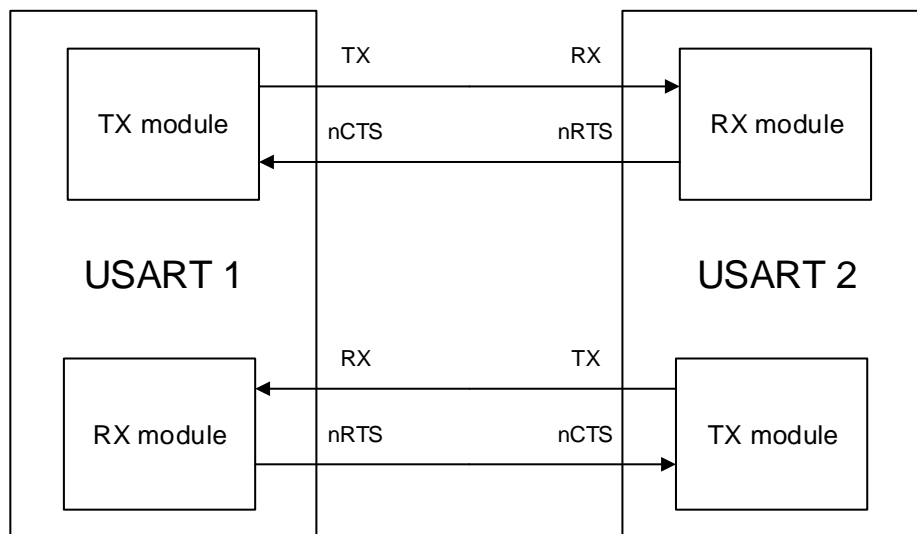 TX RX
TX module RX module
nCTS nRTS
USART 1 USART 2
RX TX
RX module TX module
nRTS nCTS